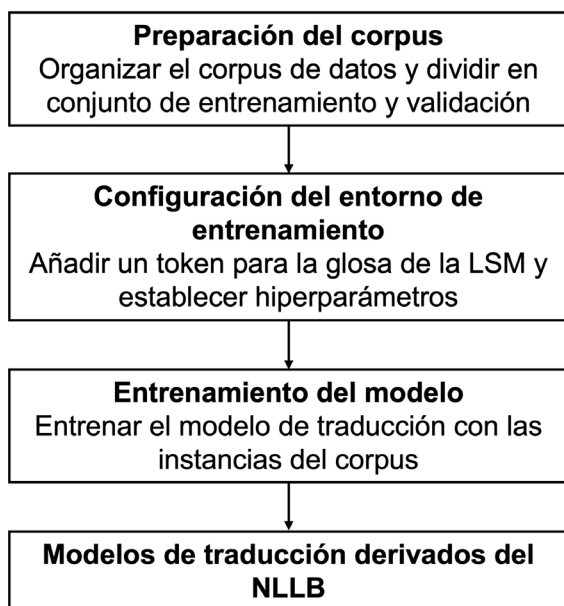 Preparación del corpus
Organizar el corpus de datos y dividir en
conjunto de entrenamiento y validación
Configuración del entorno de
entrenamiento
Añadir un token para la glosa de la LSM y
establecer hiperparámetros
Entrenamiento del modelo
Entrenar el modelo de traducción con las
instancias del corpus
Modelos de traducción derivados del
NLLB